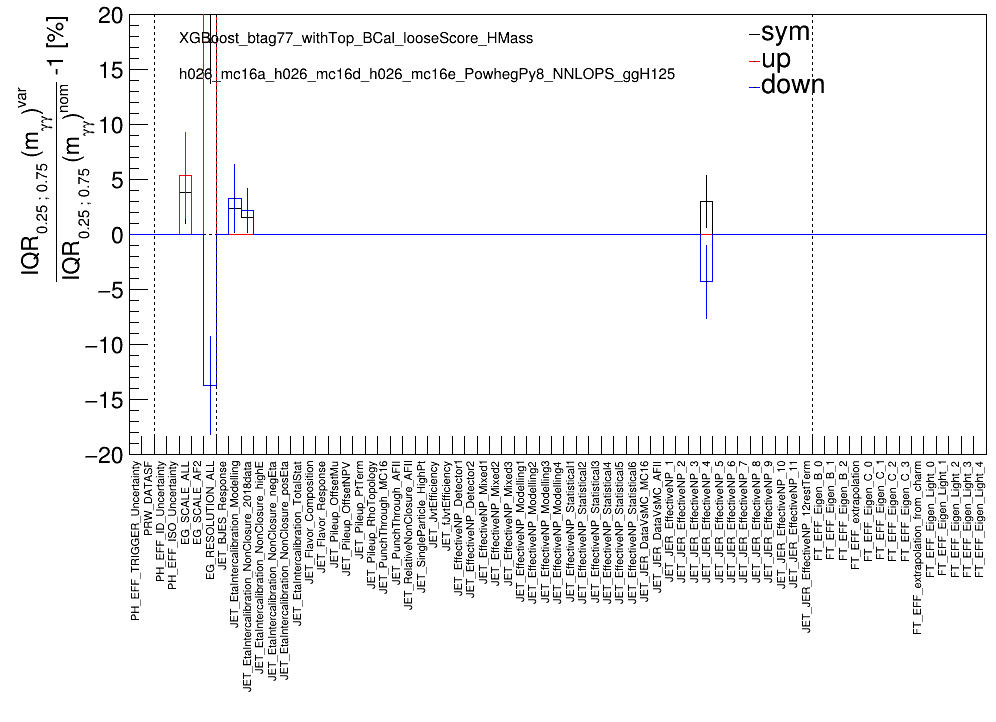 XGBoost_btag77_withTop_BCal_looseScore_HMass
h026_mc16a_h026_mc16d_h026_mc16e_PowhegPy8_NNLOPS_ggH125
sym
up
down
IQR0.25 ; 0.75 (mγγ)var
IQR0.25 ; 0.75 (mγγ)nom
-1 [%]
20
15
10
5
0
−5
−10
−15
−20
PH_EFF_TRIGGER_Uncertainty
PRW_DATASF
PH_EFF_ID_Uncertainty
PH_EFF_ISO_Uncertainty
EG_SCALE_ALL
EG_SCALE_AF2
EG_RESOLUTION_ALL
JET_BJES_Response
JET_EtaIntercalibration_Modelling
JET_EtaIntercalibration_NonClosure_2018data
JET_EtaIntercalibration_NonClosure_highE
JET_EtaIntercalibration_NonClosure_negEta
JET_EtaIntercalibration_NonClosure_posEta
JET_EtaIntercalibration_TotalStat
JET_Flavor_Composition
JET_Flavor_Response
JET_Pileup_OffsetMu
JET_Pileup_OffsetNPV
JET_Pileup_PtTerm
JET_Pileup_RhoTopology
JET_PunchThrough_MC16
JET_PunchThrough_AFII
JET_RelativeNonClosure_AFII
JET_SingleParticle_HighPt
JET_JvtEfficiency
JET_fJvtEfficiency
JET_EffectiveNP_Detector1
JET_EffectiveNP_Detector2
JET_EffectiveNP_Mixed1
JET_EffectiveNP_Mixed2
JET_EffectiveNP_Mixed3
JET_EffectiveNP_Modelling1
JET_EffectiveNP_Modelling2
JET_EffectiveNP_Modelling3
JET_EffectiveNP_Modelling4
JET_EffectiveNP_Statistical1
JET_EffectiveNP_Statistical2
JET_EffectiveNP_Statistical3
JET_EffectiveNP_Statistical4
JET_EffectiveNP_Statistical5
JET_EffectiveNP_Statistical6
JET_JER_DataVsMC_MC16
JET_JER_DataVsMC_AFII
JET_JER_EffectiveNP_1
JET_JER_EffectiveNP_2
JET_JER_EffectiveNP_3
JET_JER_EffectiveNP_4
JET_JER_EffectiveNP_5
JET_JER_EffectiveNP_6
JET_JER_EffectiveNP_7
JET_JER_EffectiveNP_8
JET_JER_EffectiveNP_9
JET_JER_EffectiveNP_10
JET_JER_EffectiveNP_11
JET_JER_EffectiveNP_12restTerm
FT_EFF_Eigen_B_0
FT_EFF_Eigen_B_1
FT_EFF_Eigen_B_2
FT_EFF_extrapolation
FT_EFF_Eigen_C_0
FT_EFF_Eigen_C_1
FT_EFF_Eigen_C_2
FT_EFF_Eigen_C_3
FT_EFF_extrapolation_from_charm
FT_EFF_Eigen_Light_0
FT_EFF_Eigen_Light_1
FT_EFF_Eigen_Light_2
FT_EFF_Eigen_Light_3
FT_EFF_Eigen_Light_4